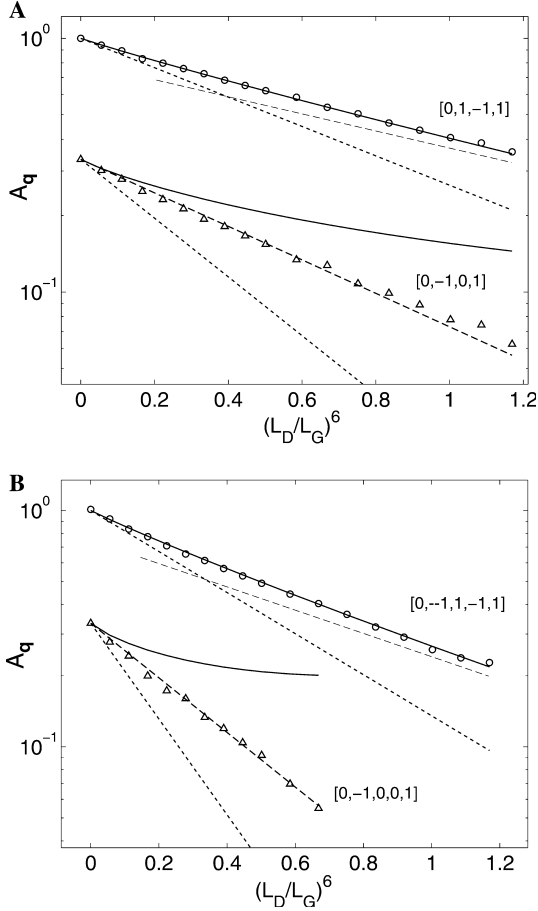 A
10^0
[0,1,−1,1]
A_q
[0,−1,0,1]
10^−1
0 0.2 0.4 0.6 0.8 1 1.2
(L_D/L_G)^6
B
10^0
[0,--1,1,-1,1]
A_q
10^−1
[0,−1,0,0,1]
0 0.2 0.4 0.6 0.8 1 1.2
(L_D/L_G)^6